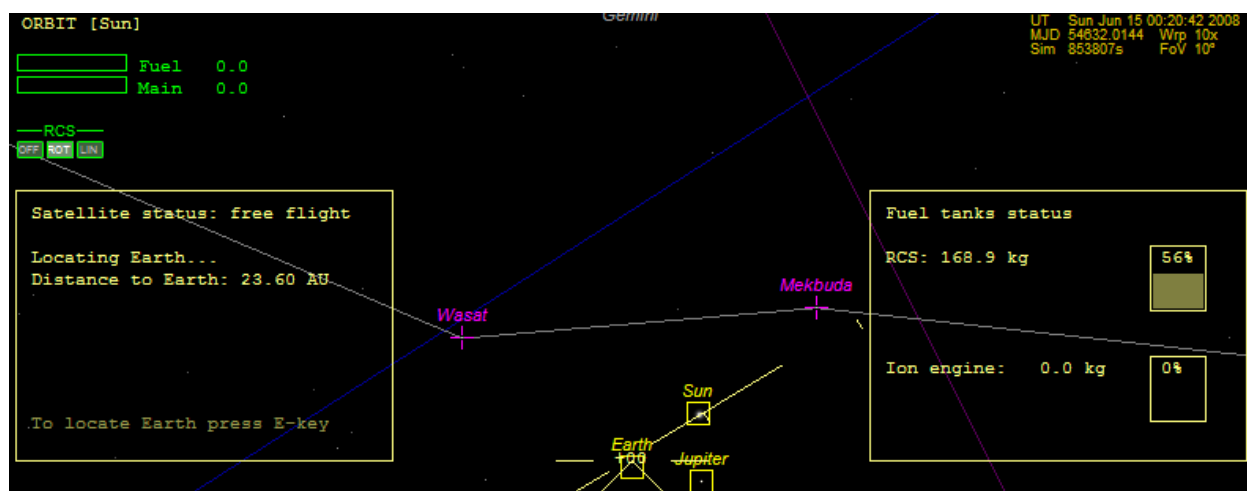 ORBIT [Sun]
Gemini
UT Sun Jun 15 00:20:42 2008
MJD 54632.0144 Wrp 10x
Sim 853807s FoV 10°
Fuel 0.0
Main 0.0
RCS
OFF ROT LIN
Satellite status: free flight
Locating Earth...
Distance to Earth: 23.60 AU
To locate Earth press E-key
Wasat
Mekbuda
Sun
Earth
Jupiter
Fuel tanks status
RCS: 168.9 kg 56%
Ion engine: 0.0 kg 0%